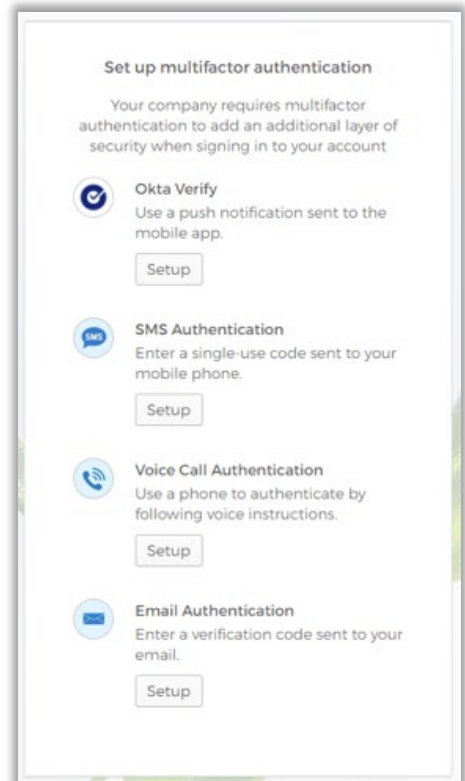 Set up multifactor authentication
Your company requires multifactor
authentication to add an additional layer of
security when signing in to your account
Okta Verify
Use a push notification sent to the
mobile app.
Setup
SMS
SMS Authentication
Enter a single-use code sent to your
mobile phone.
Setup
Voice Call Authentication
Use a phone to authenticate by
following voice instructions.
Setup
Email Authentication
Enter a verification code sent to your
email.
Setup